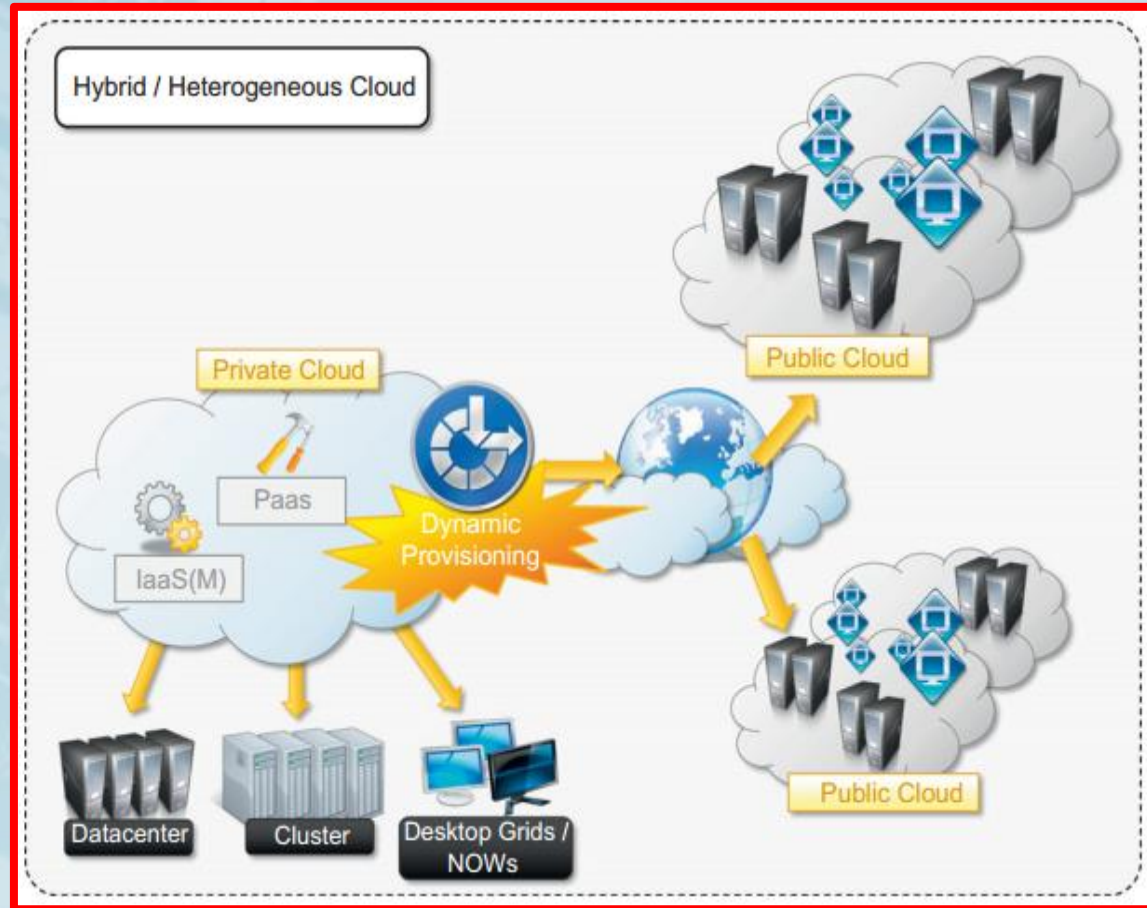 Hybrid / Heterogeneous Cloud
Public Cloud
Private Cloud
Paas
IaaS(M)
Dynamic
Provisioning
Public Cloud
Datacenter
Cluster
Desktop Grids /
NOWs